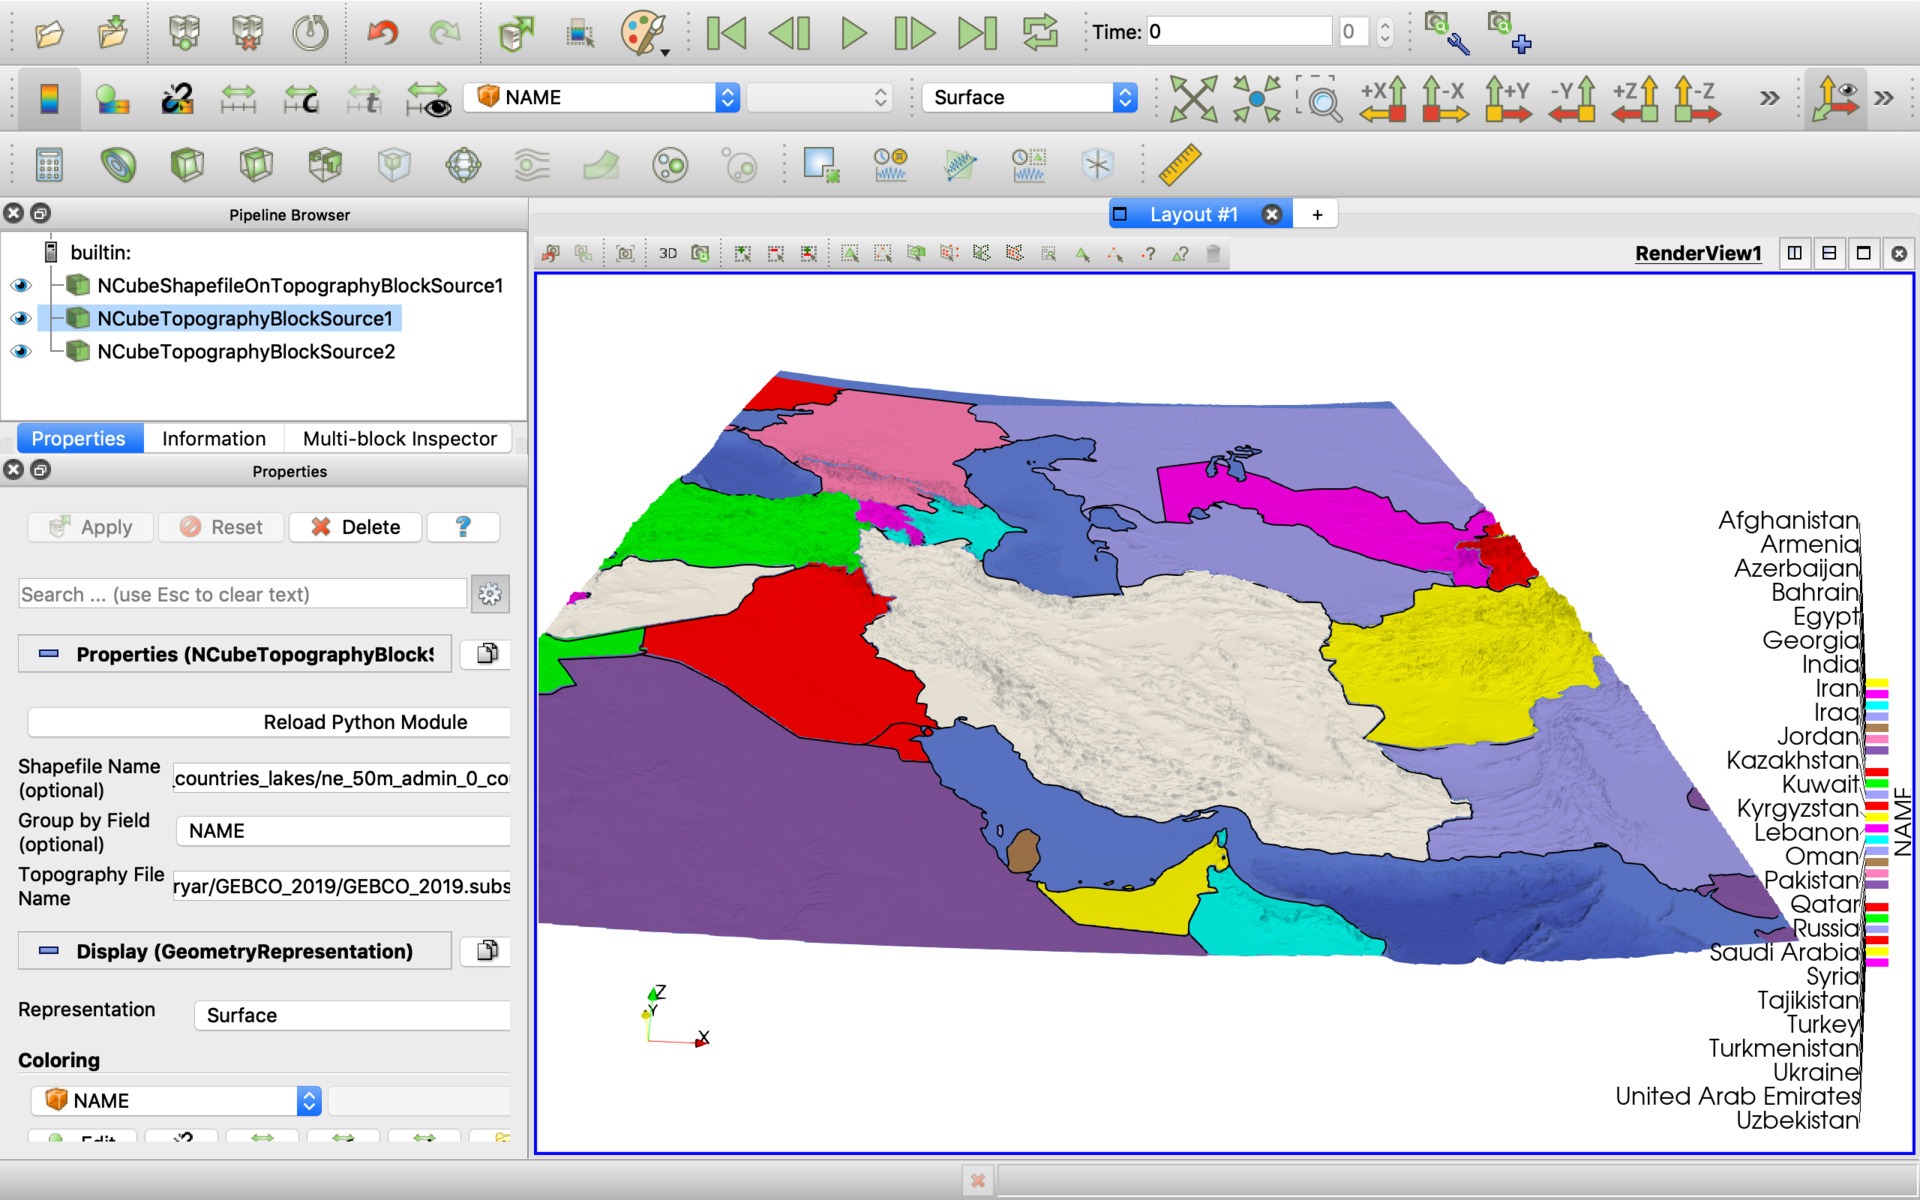 Time: 0
0
NAME
Surface
+X
-X
+Y
-Y
+Z
-Z
Pipeline Browser
Layout #1
+
builtin:
3D
RenderView1
NCubeShapefileOnTopographyBlockSource1
NCubeTopographyBlockSource1
NCubeTopographyBlockSource2
Properties
Information
Multi-block Inspector
Properties
Apply
Reset
Delete
?
Search ... (use Esc to clear text)
Properties (NCubeTopographyBlockS
Reload Python Module
Shapefile Name
(optional)
_countries_lakes/ne_50m_admin_0_co
Group by Field
(optional)
NAME
Topography File
Name
ryar/GEBCO_2019/GEBCO_2019.subs
Display (GeometryRepresentation)
Representation
Surface
Coloring
NAME
Edit
Afghanistan
Armenia
Azerbaijan
Bahrain
Egypt
Georgia
India
Iran
Iraq
Jordan
Kazakhstan
Kuwait
Kyrgyzstan
Lebanon
Oman
Pakistan
Qatar
Russia
Saudi Arabia
Syria
Tajikistan
Turkey
Turkmenistan
Ukraine
United Arab Emirates
Uzbekistan
NAME
Z
Y
X